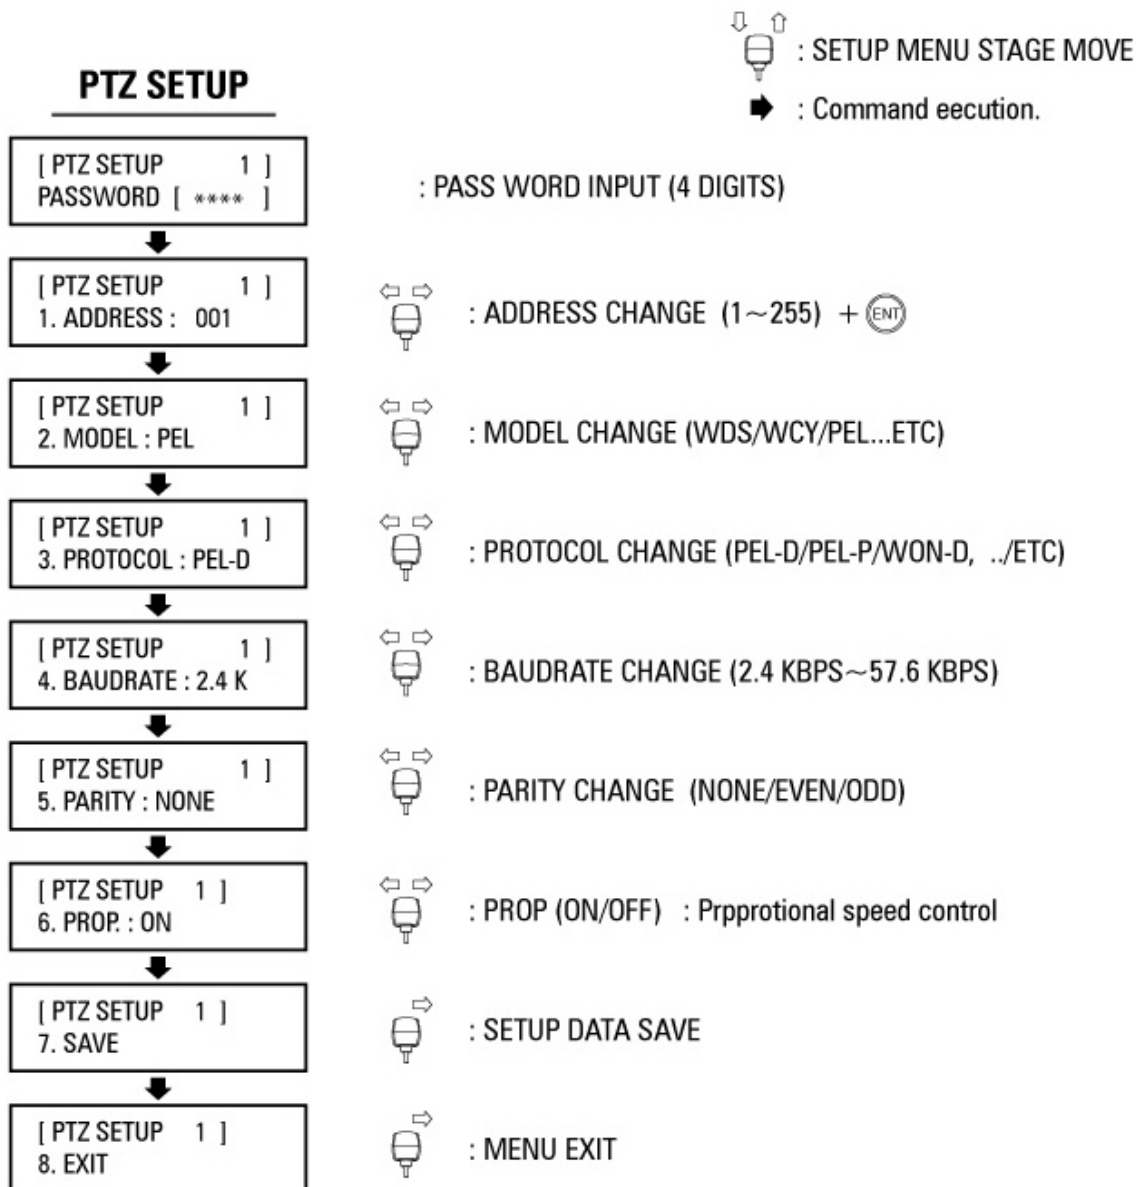 : SETUP MENU STAGE MOVE
PTZ SETUP
: Command eecution.
[ PTZ SETUP 1 ]
PASSWORD [ **** ]
: PASS WORD INPUT (4 DIGITS)
[ PTZ SETUP 1 ]
1. ADDRESS : 001
: ADDRESS CHANGE (1~255) + ENT
[ PTZ SETUP 1 ]
2. MODEL : PEL
: MODEL CHANGE (WDS/WCY/PEL...ETC)
[ PTZ SETUP 1 ]
3. PROTOCOL : PEL-D
: PROTOCOL CHANGE (PEL-D/PEL-P/WON-D, ../ETC)
[ PTZ SETUP 1 ]
4. BAUDRATE : 2.4 K
: BAUDRATE CHANGE (2.4 KBPS~57.6 KBPS)
[ PTZ SETUP 1 ]
5. PARITY : NONE
: PARITY CHANGE (NONE/EVEN/ODD)
[ PTZ SETUP 1 ]
6. PROP. : ON
: PROP (ON/OFF) : Prpprotional speed control
[ PTZ SETUP 1 ]
7. SAVE
: SETUP DATA SAVE
[ PTZ SETUP 1 ]
8. EXIT
: MENU EXIT